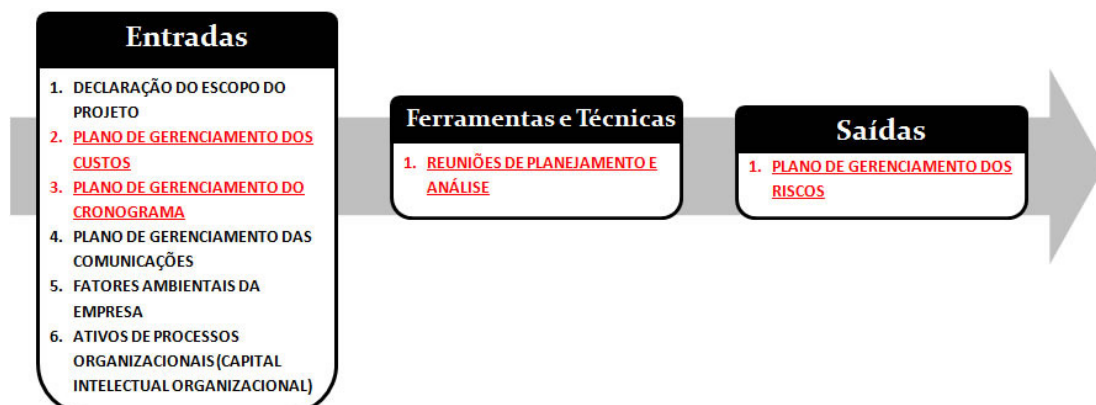 Entradas
1. DECLARAÇÃO DO ESCOPO DO
PROJETO
2. PLANO DE GERENCIAMENTO DOS
CUSTOS
3. PLANO DE GERENCIAMENTO DO
CRONOGRAMA
4. PLANO DE GERENCIAMENTO DAS
COMUNICAÇÕES
5. FATORES AMBIENTAIS DA
EMPRESA
6. ATIVOS DE PROCESSOS
ORGANIZACIONAIS (CAPITAL
INTELECTUAL ORGANIZACIONAL)
Ferramentas e Técnicas
1. REUNIÕES DE PLANEJAMENTO E
ANÁLISE
Saídas
1. PLANO DE GERENCIAMENTO DOS
RISCOS